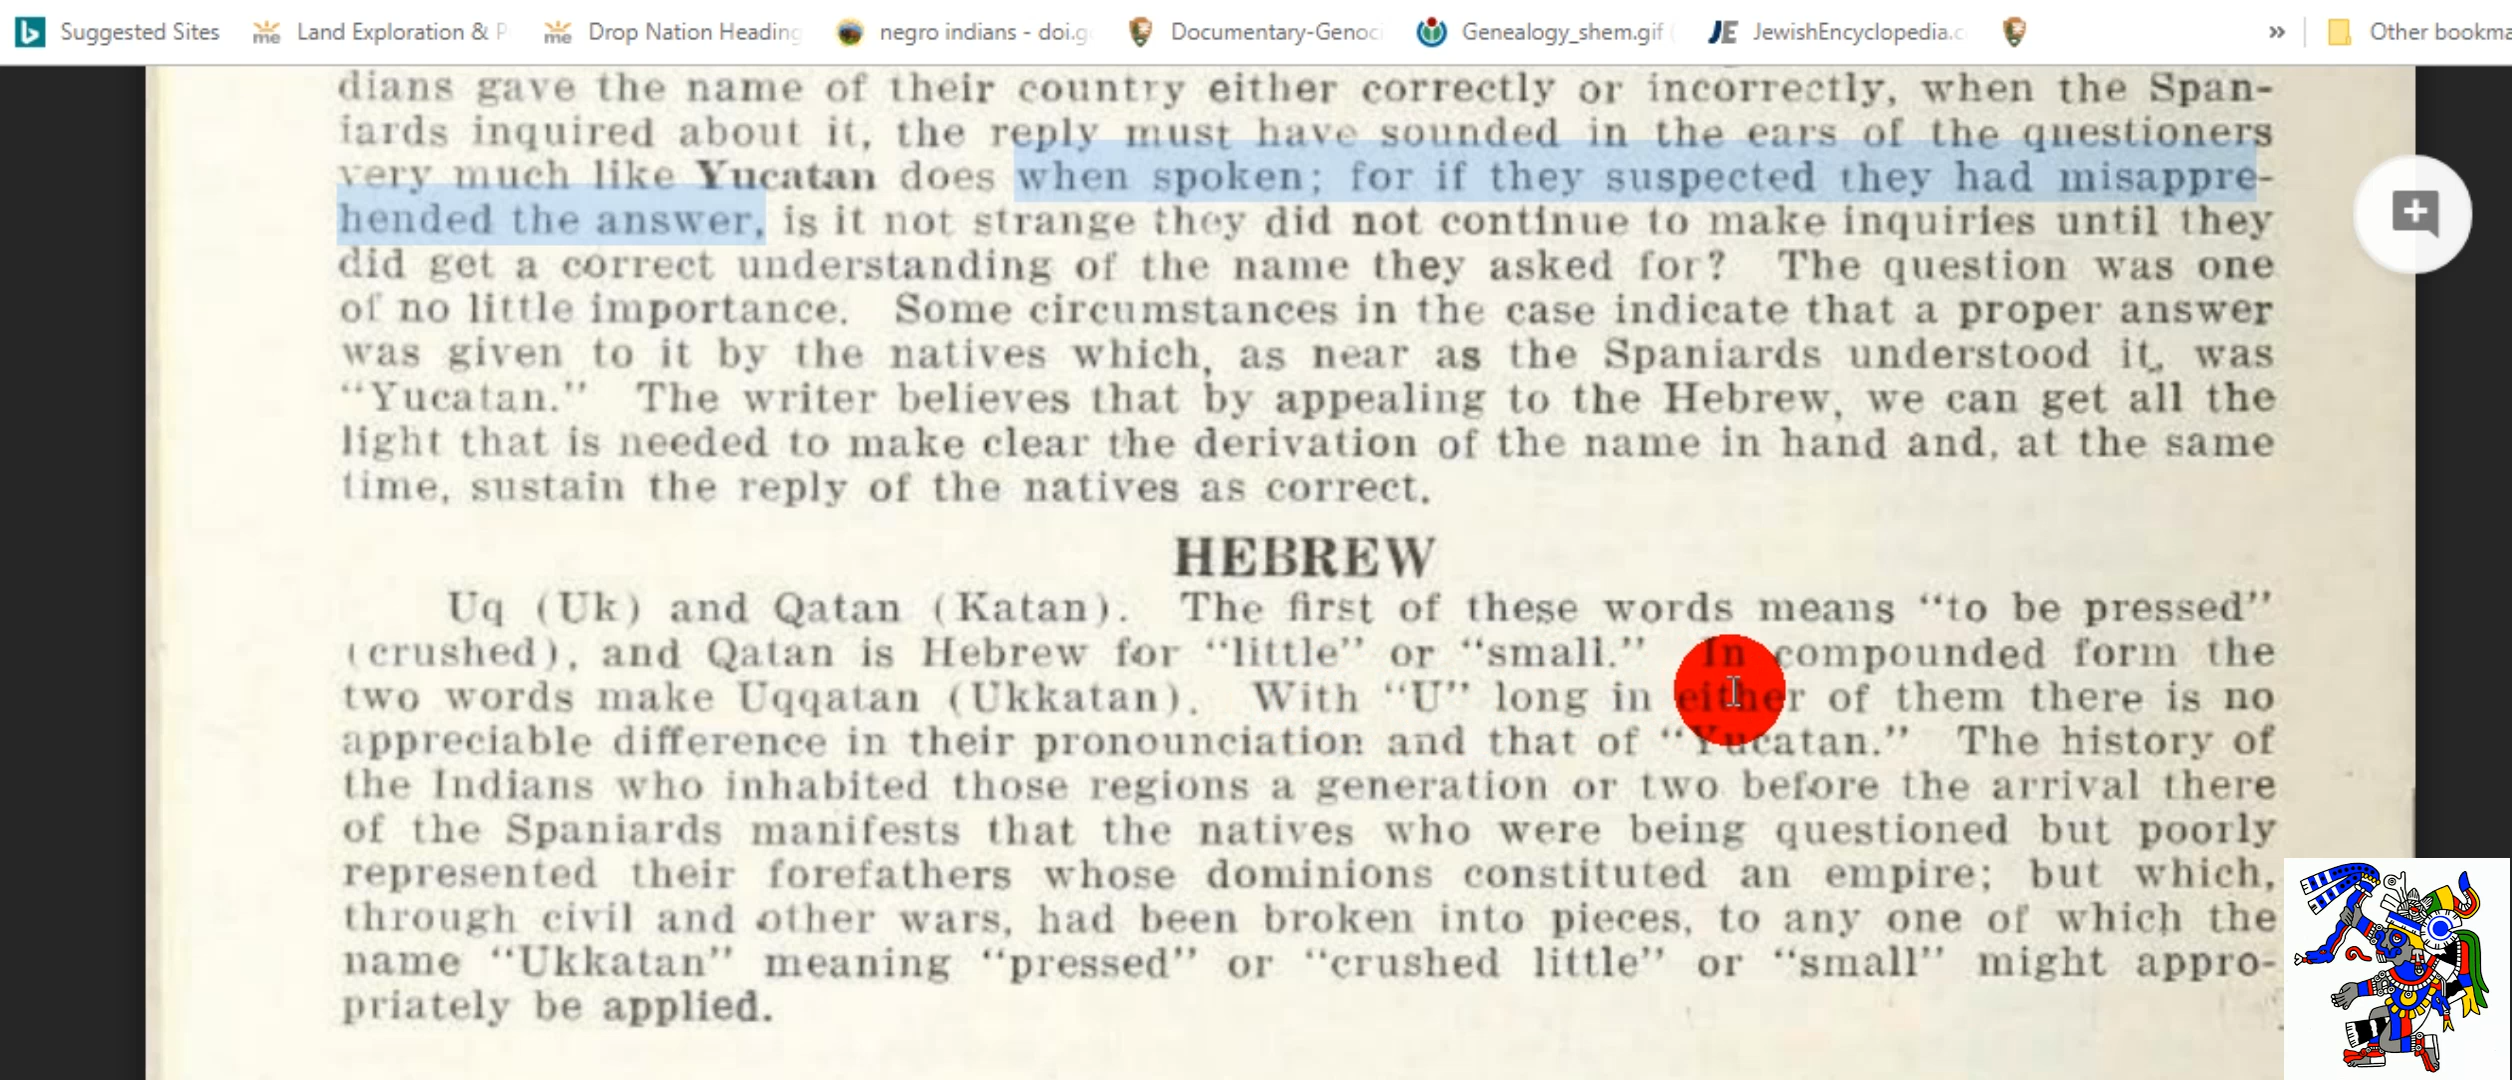 Suggested Sites Land Exploration & P Drop Nation Heading negro indians - doi.g Documentary-Genoc Genealogy_shem.gif ( JewishEncyclopedia.c » Other bookma
dians gave the name of their country either correctly or incorrectly, when the Span-
iards inquired about it, the reply must have sounded in the ears of the questioners
very much like Yucatan does when spoken; for if they suspected they had misappre-
hended the answer, is it not strange they did not continue to make inquiries until they
did get a correct understanding of the name they asked for? The question was one
of no little importance. Some circumstances in the case indicate that a proper answer
was given to it by the natives which, as near as the Spaniards understood it, was
“Yucatan.” The writer believes that by appealing to the Hebrew, we can get all the
light that is needed to make clear the derivation of the name in hand and, at the same
time, sustain the reply of the natives as correct.
HEBREW
Uq (Uk) and Qatan (Katan). The first of these words means “to be pressed”
(crushed), and Qatan is Hebrew for “little” or “small.” In compounded form the
two words make Uqqatan (Ukkatan). With “U” long in either of them there is no
appreciable difference in their pronounciation and that of “Yucatan.” The history of
the Indians who inhabited those regions a generation or two before the arrival there
of the Spaniards manifests that the natives who were being questioned but poorly
represented their forefathers whose dominions constituted an empire; but which,
through civil and other wars, had been broken into pieces, to any one of which the
name “Ukkatan” meaning “pressed” or “crushed little” or “small” might appro-
priately be applied.